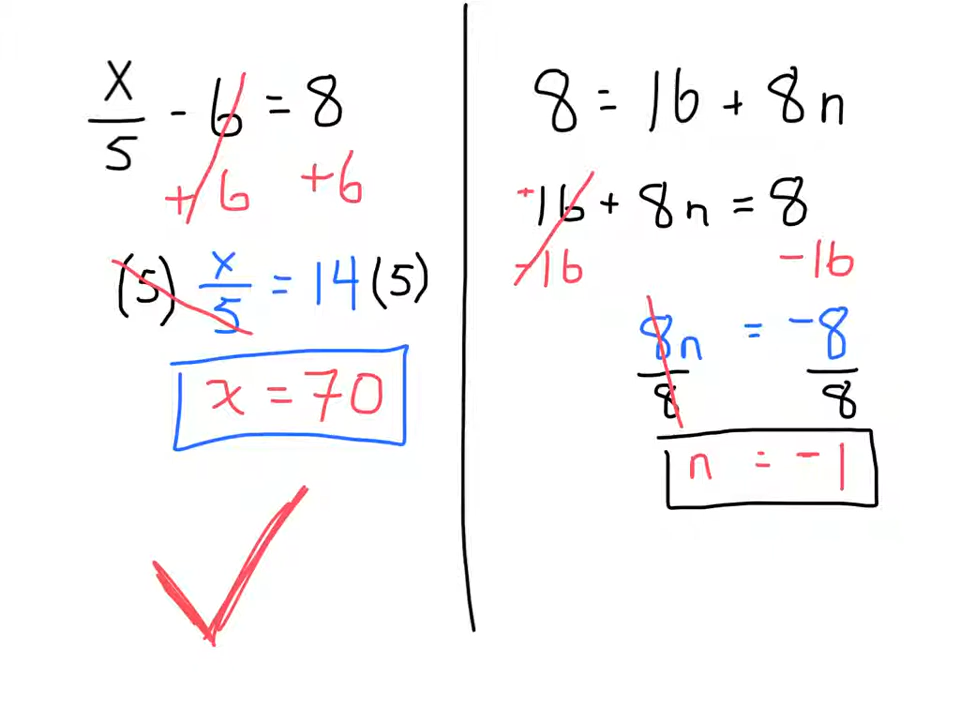 x/5 - 6 = 8
+ 6 +6
(5) x/5 = 14 (5)
x = 70
8 = 16 + 8n
+16 + 8n = 8
-16 -16
8n/8 = -8/8
n = -1